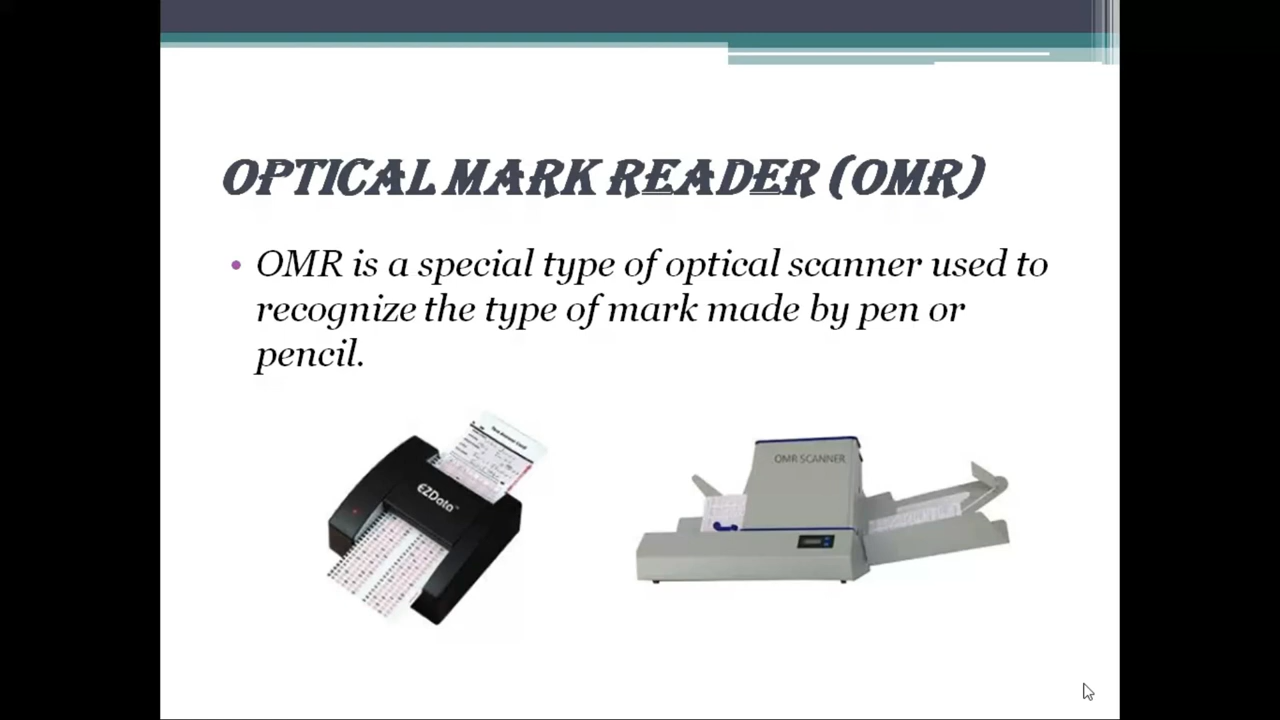 OPTICAL MARK READER (OMR)
• OMR is a special type of optical scanner used to
recognize the type of mark made by pen or
pencil.
EZData™
OMR SCANNER